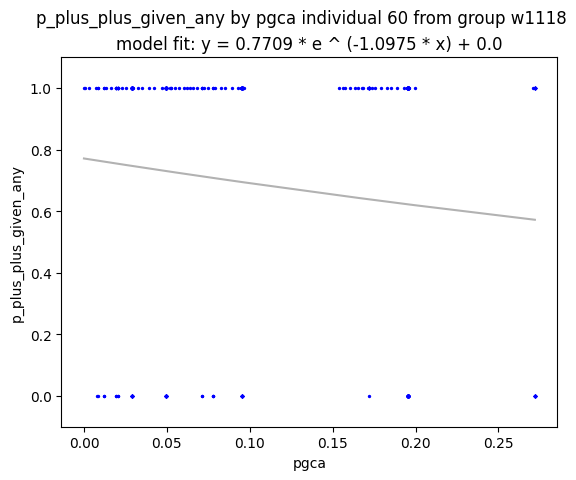 p_plus_plus_given_any by pgca individual 60 from group w1118
model fit: y = 0.7709 * e ^ (-1.0975 * x) + 0.0
1.0
0.8
0.6
0.4
0.2
0.0
p_plus_plus_given_any
0.00 0.05 0.10 0.15 0.20 0.25
pgca